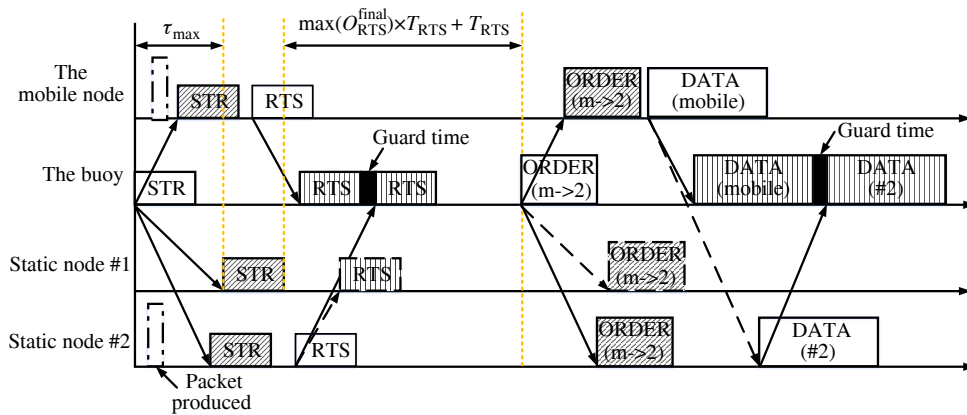 τmax
max(O_RTS^final)×T_RTS + T_RTS
The
mobile node
STR
RTS
ORDER
(m->2)
DATA
(mobile)
Guard time
Guard time
The buoy
STR
RTS
RTS
ORDER
(m->2)
DATA
(mobile)
DATA
(#2)
Static node #1
STR
RTS
ORDER
(m->2)
Static node #2
STR
RTS
ORDER
(m->2)
DATA
(#2)
Packet
produced